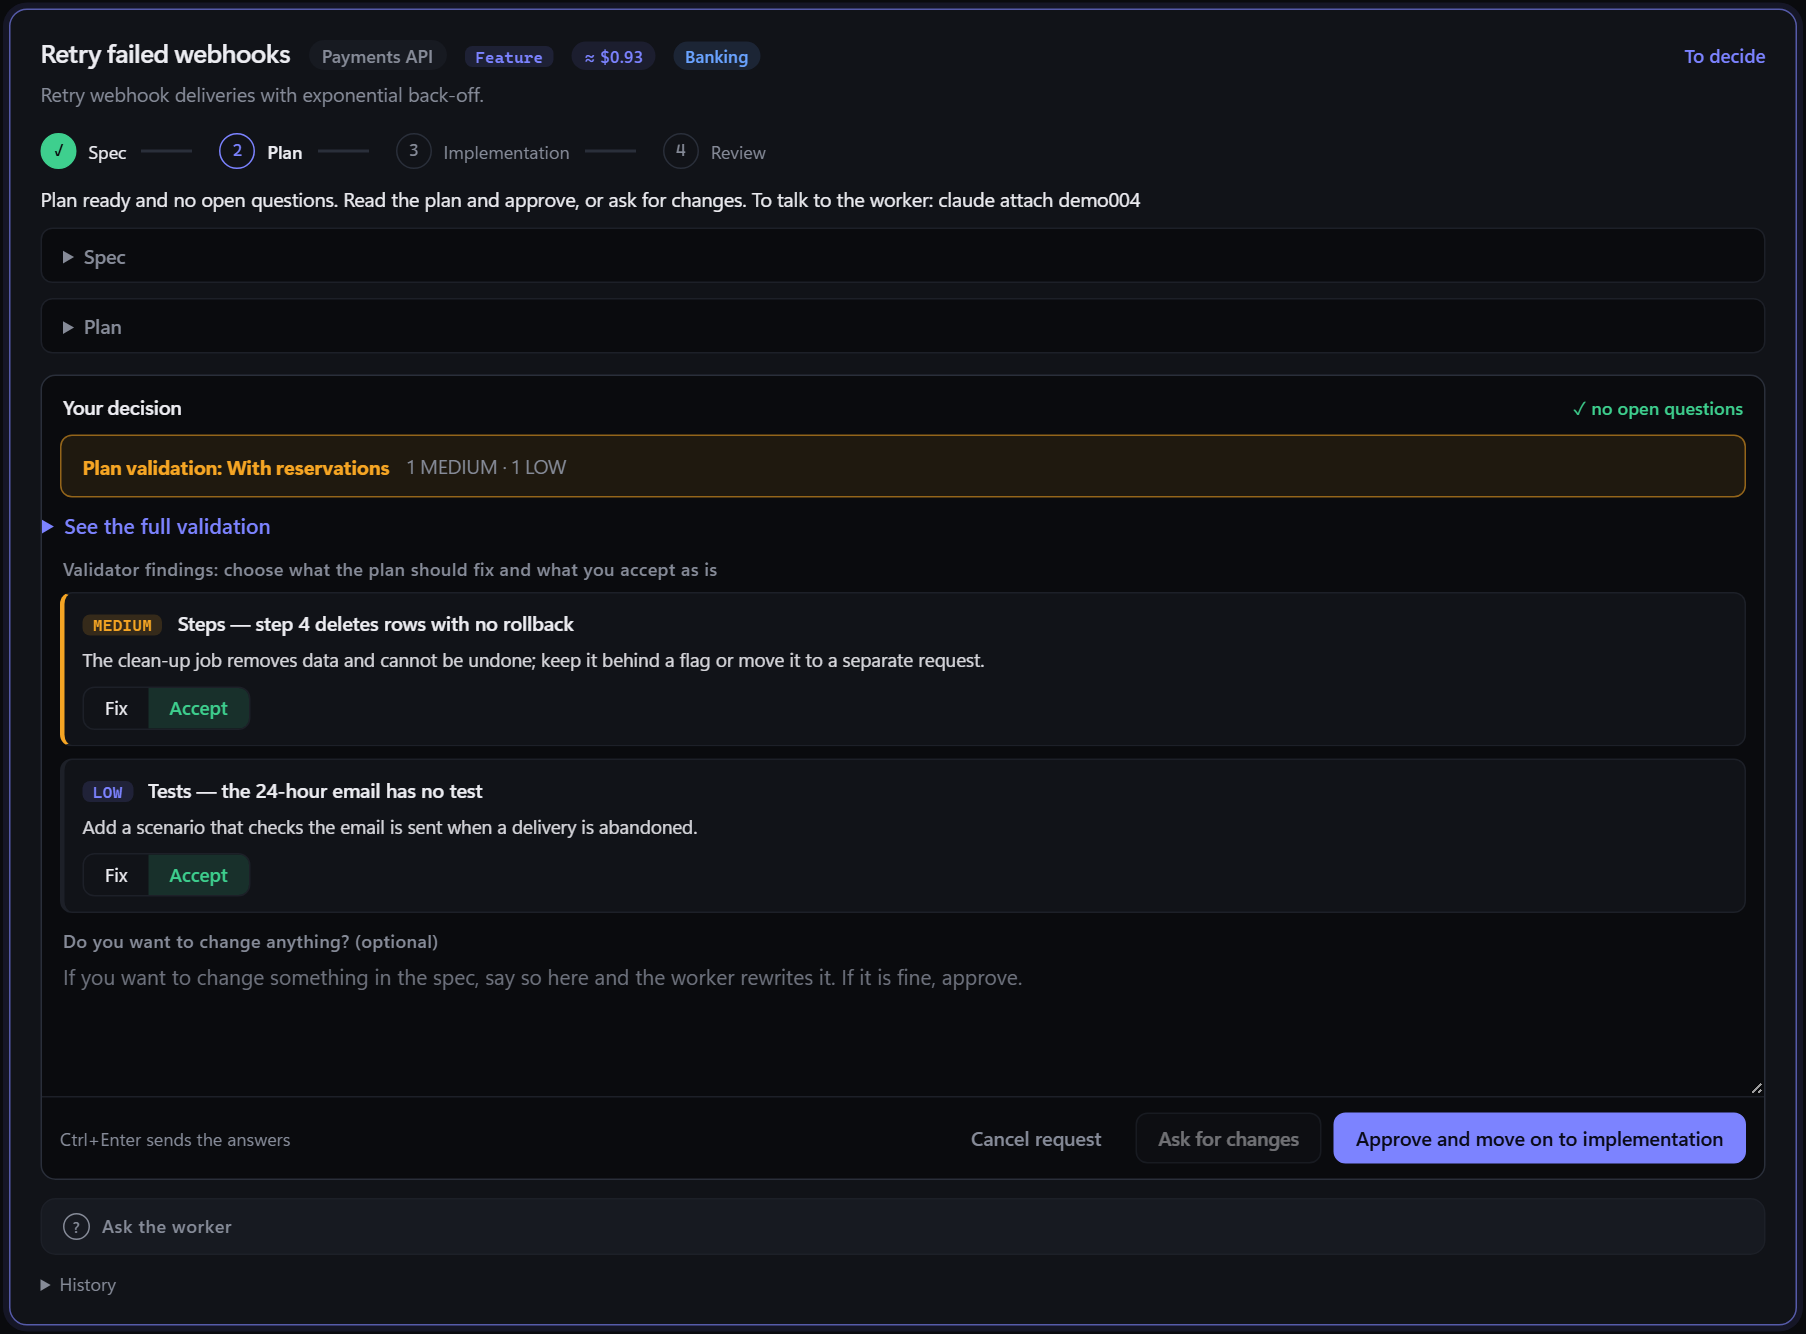 Retry failed webhooks Payments API Feature ≈ $0.93 Banking To decide
Retry webhook deliveries with exponential back-off.
✓ Spec 2 Plan 3 Implementation 4 Review
Plan ready and no open questions. Read the plan and approve, or ask for changes. To talk to the worker: claude attach demo004
▶ Spec
▶ Plan
Your decision ✓ no open questions
Plan validation: With reservations 1 MEDIUM · 1 LOW
▶ See the full validation
Validator findings: choose what the plan should fix and what you accept as is
MEDIUM Steps — step 4 deletes rows with no rollback
The clean-up job removes data and cannot be undone; keep it behind a flag or move it to a separate request.
Fix Accept
LOW Tests — the 24-hour email has no test
Add a scenario that checks the email is sent when a delivery is abandoned.
Fix Accept
Do you want to change anything? (optional)
If you want to change something in the spec, say so here and the worker rewrites it. If it is fine, approve.
Ctrl+Enter sends the answers Cancel request Ask for changes Approve and move on to implementation
? Ask the worker
▶ History